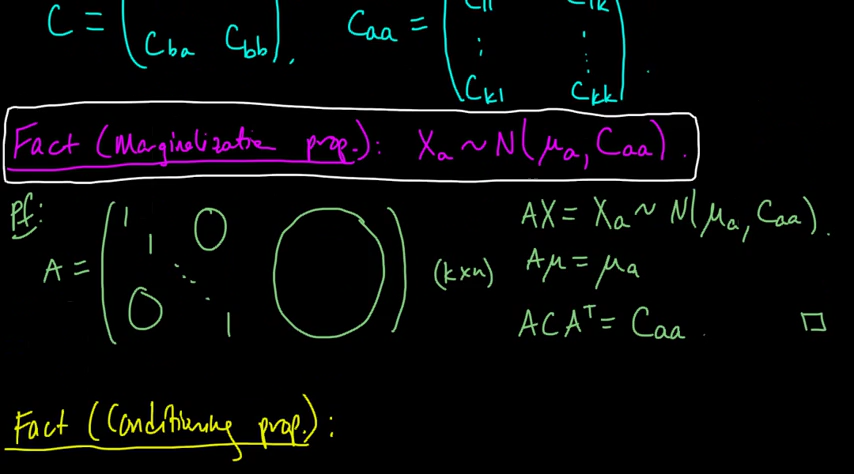 C = ( C_ba C_bb ), C_aa = ( C_11 C_1k ⋮ ⋮ C_k1 C_kk ).
Fact (Marginalization prop.): X_a ~ N(μ_a, C_aa).
Pf: A = ( 1 1 ⋱ 1 0 0 0 ) (k×n)
AX = X_a ~ N(μ_a, C_aa).
Aμ = μ_a
ACA^T = C_aa. □
Fact (Conditioning prop.):